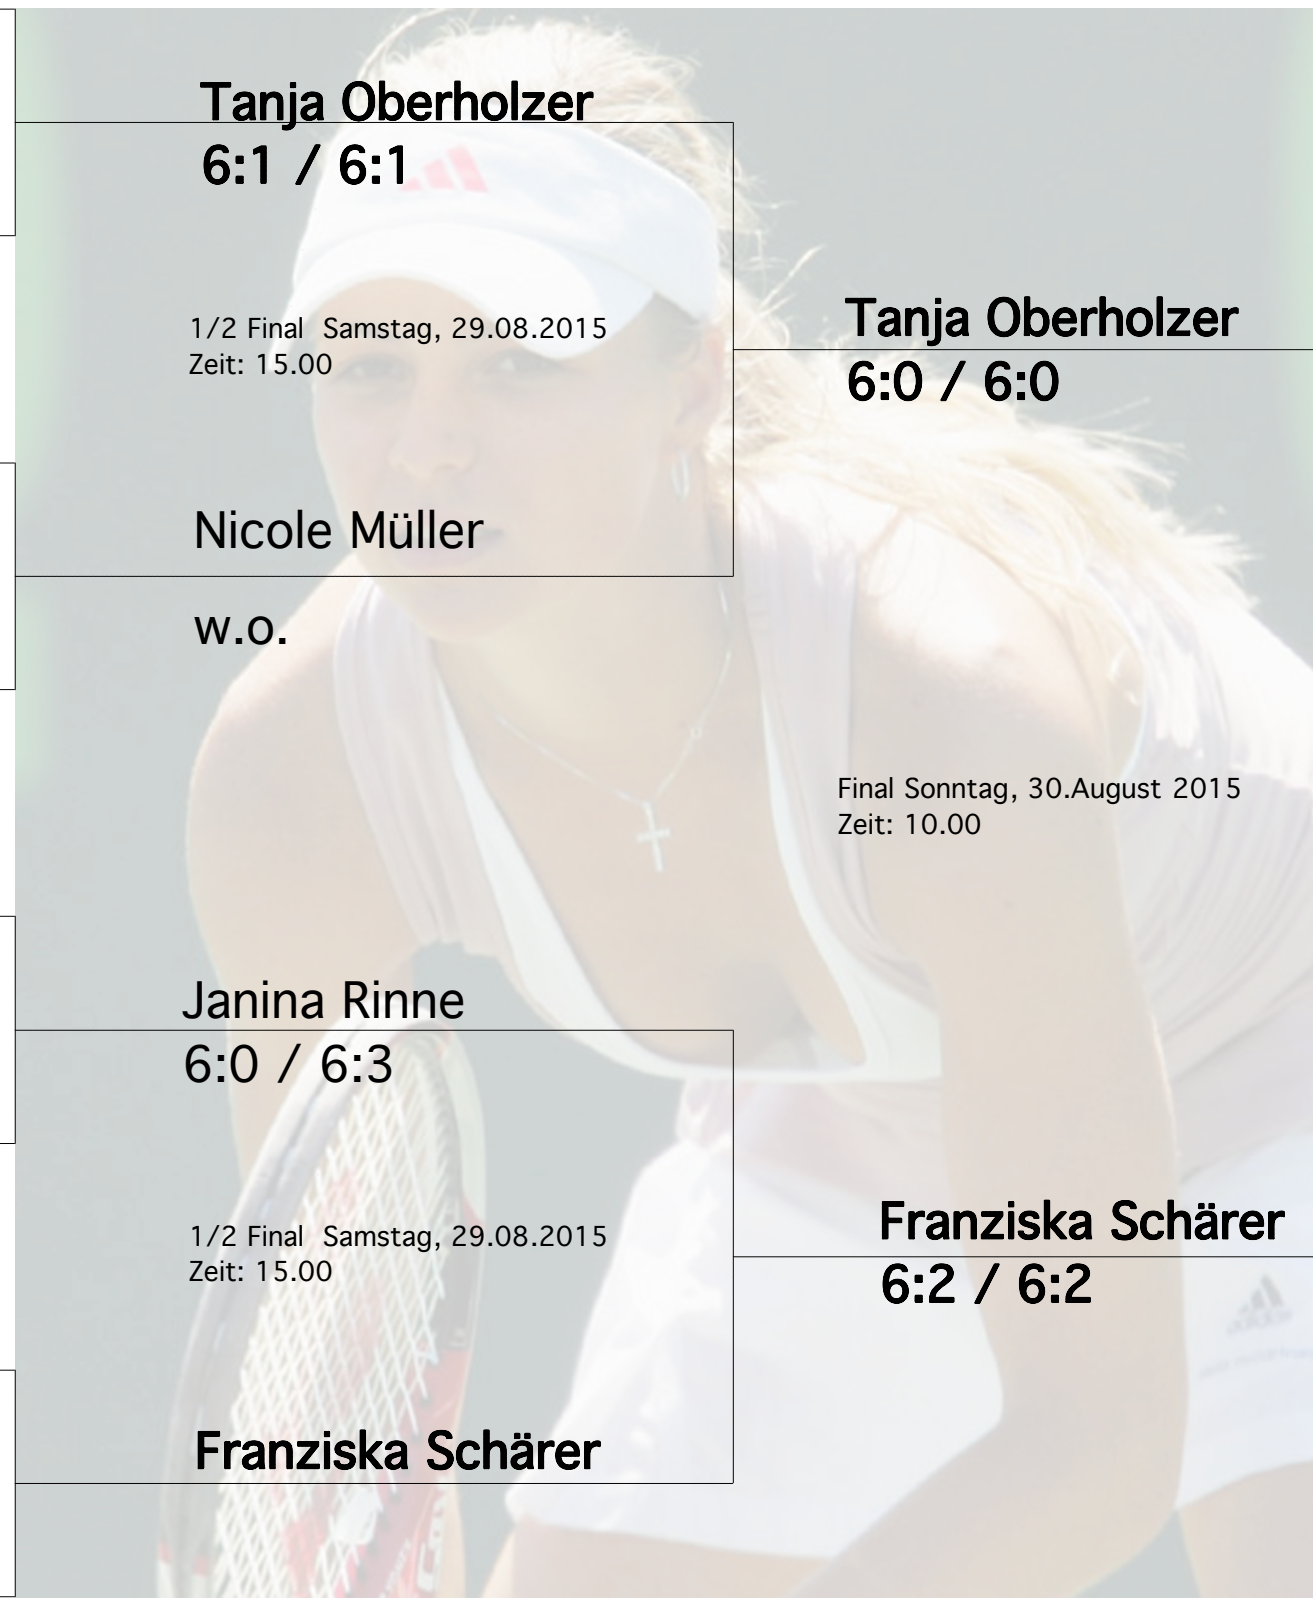 Tanja Oberholzer
6:1 / 6:1
1/2 Final Samstag, 29.08.2015
Zeit: 15.00
Nicole Müller
w.o.
Tanja Oberholzer
6:0 / 6:0
Final Sonntag, 30.August 2015
Zeit: 10.00
Janina Rinne
6:0 / 6:3
1/2 Final Samstag, 29.08.2015
Zeit: 15.00
Franziska Schärer
Franziska Schärer
6:2 / 6:2